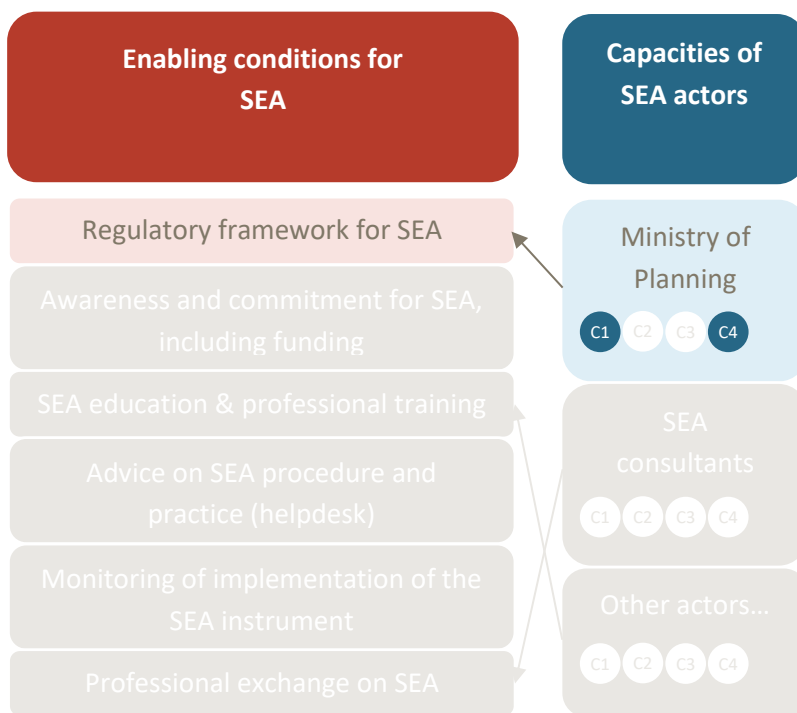 Enabling conditions for
SEA
Regulatory framework for SEA
Awareness and commitment for SEA,
including funding
SEA education & professional training
Advice on SEA procedure and
practice (helpdesk)
Monitoring of implementation of the
SEA instrument
Professional exchange on SEA
Capacities of
SEA actors
Ministry of
Planning
C1 C2 C3 C4
SEA
consultants
C1 C2 C3 C4
Other actors...
C1 C2 C3 C4